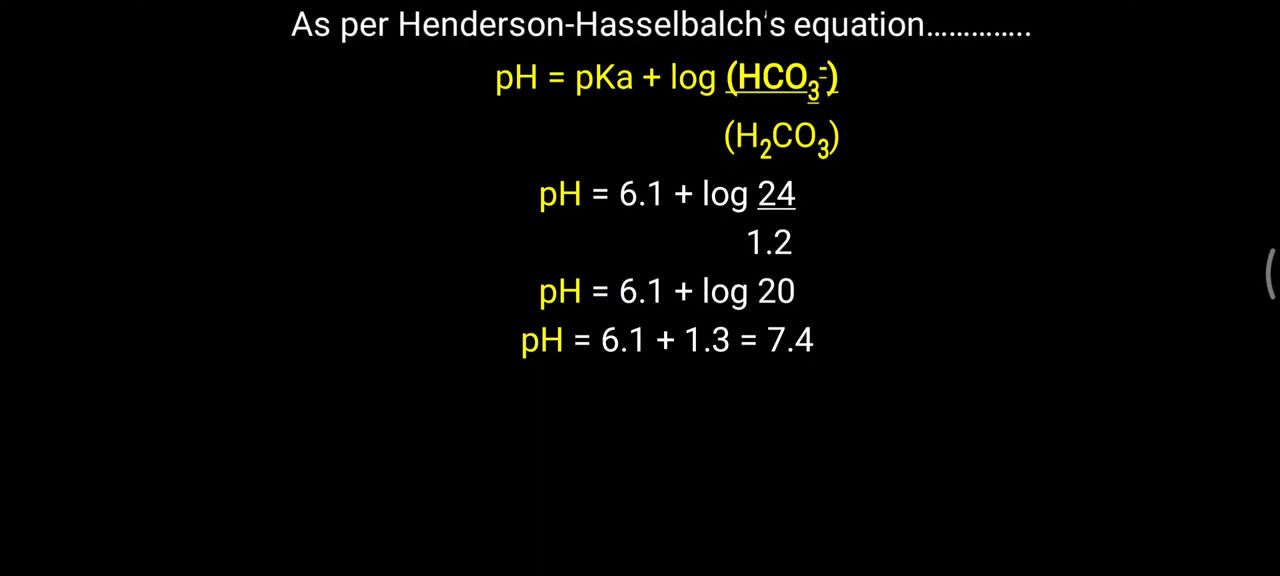 As per Henderson-Hasselbalch's equation…………..
pH = pKa + log (HCO₃⁻)
(H₂CO₃)
pH = 6.1 + log 24
1.2
pH = 6.1 + log 20
pH = 6.1 + 1.3 = 7.4